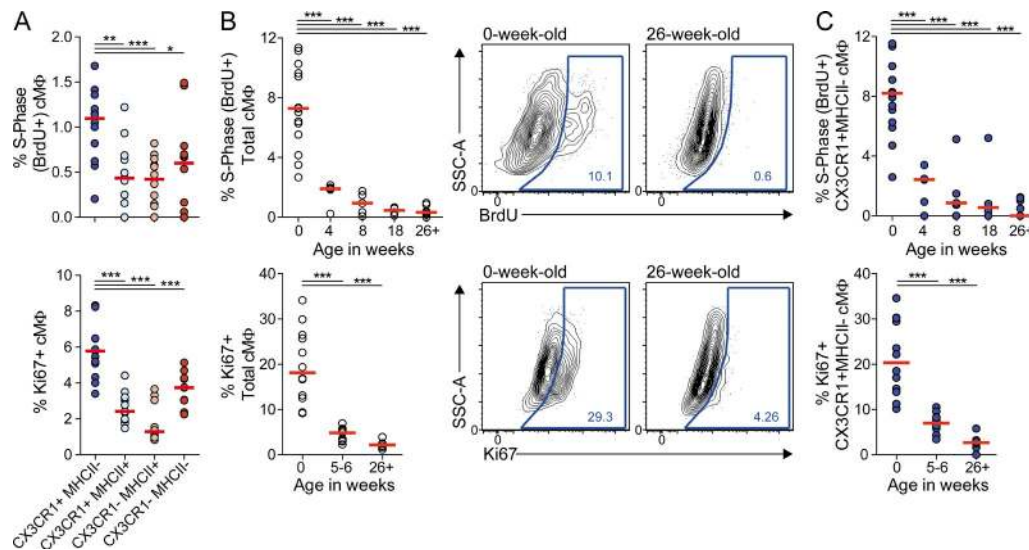 A
% S-Phase
(BrdU+) cMΦ
2.0
1.5
1.0
0.5
0.0
**
***
*
% Ki67+ cMΦ
10
8
6
4
2
0
***
***
***
CX3CR1+ MHCII-
CX3CR1+ MHCII+
CX3CR1- MHCII+
CX3CR1- MHCII-
B
% S-Phase (BrdU+)
Total cMΦ
12
8
4
0
***
***
***
***
0 4 8 18 26+
Age in weeks
0-week-old
26-week-old
SSC-A
0
0
10.1
0.6
BrdU
% Ki67+
Total cMΦ
40
30
20
10
0
***
***
0 5-6 26+
Age in weeks
0-week-old
26-week-old
SSC-A
0
0
29.3
4.26
Ki67
C
% S-Phase (BrdU+)
CX3CR1+MHCII- cMΦ
12
8
4
0
***
***
***
***
0 4 8 18 26+
Age in weeks
% Ki67+
CX3CR1+MHCII- cMΦ
40
30
20
10
0
***
***
0 5-6 26+
Age in weeks